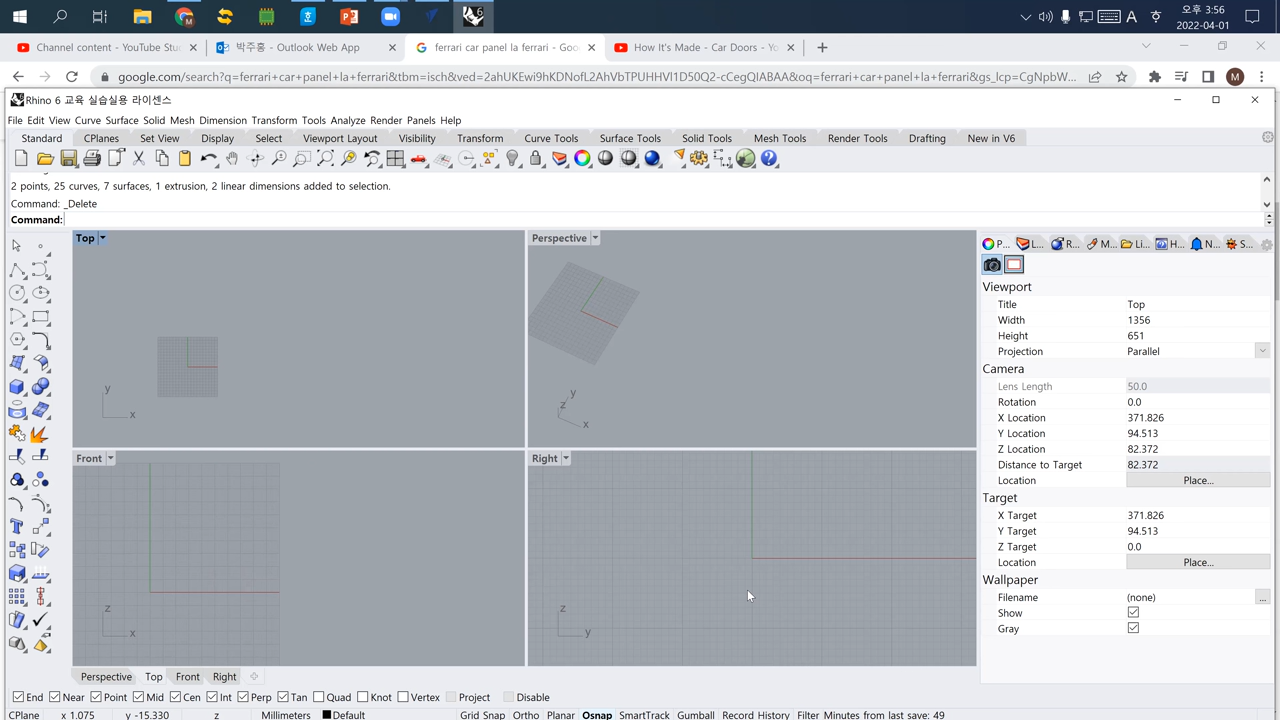 오후 3:56
2022-04-01
Channel content - YouTube Stu
박주홍 - Outlook Web App
ferrari car panel la ferrari - Goo
How It's Made - Car Doors - Yo
google.com/search?q=ferrari+car+panel+la+ferrari&tbm=isch&ved=2ahUKEwi9hKDNofL2AhVbTPUHHVI1D50Q2-cCegQIABAA&oq=ferrari+car+panel+la+ferrari&gs_lcp=CgNpbW...
M
Rhino 6 교육 실습실용 라이센스
File Edit View Curve Surface Solid Mesh Dimension Transform Tools Analyze Render Panels Help
Standard CPlanes Set View Display Select Viewport Layout Visibility Transform Curve Tools Surface Tools Solid Tools Mesh Tools Render Tools Drafting New in V6
2 points, 25 curves, 7 surfaces, 1 extrusion, 2 linear dimensions added to selection.
Command: _Delete
Command:
Top
y
x
Perspective
z y
x
Front
z
x
Right
z
y
P... L... R... M... Li... H... N... S...
Viewport
Title Top
Width 1356
Height 651
Projection Parallel
Camera
Lens Length 50.0
Rotation 0.0
X Location 371.826
Y Location 94.513
Z Location 82.372
Distance to Target 82.372
Location Place...
Target
X Target 371.826
Y Target 94.513
Z Target 0.0
Location Place...
Wallpaper
Filename (none) ...
Show
Gray
Perspective Top Front Right
End Near Point Mid Cen Int Perp Tan Quad Knot Vertex Project Disable
CPlane x 1.075 y -15.330 z Millimeters Default Grid Snap Ortho Planar Osnap SmartTrack Gumball Record History Filter Minutes from last save: 49